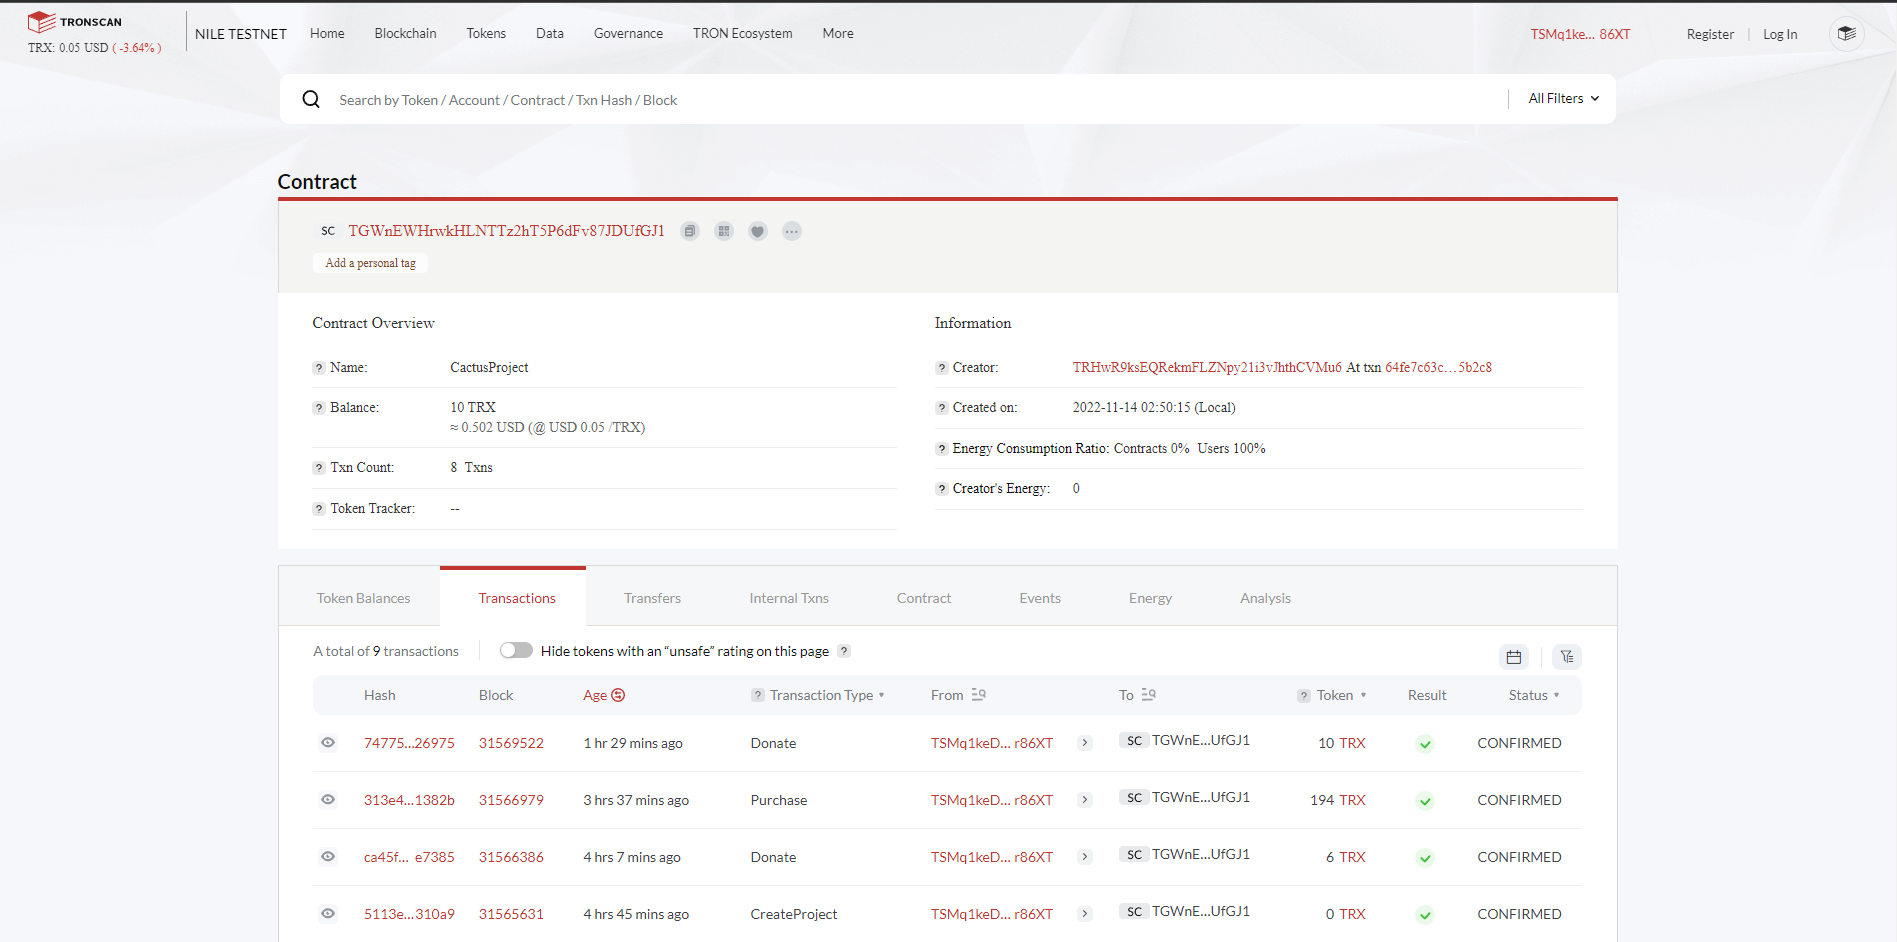 TRONSCAN
TRX: 0.05 USD ( -3.64% )
NILE TESTNET
Home
Blockchain
Tokens
Data
Governance
TRON Ecosystem
More
TSMq1ke... 86XT
Register
Log In
Search by Token / Account / Contract / Txn Hash / Block
All Filters
Contract
SC TGWnEWHrwkHLNTTz2hT5P6dFv87JDUfGJ1
Add a personal tag
Contract Overview
? Name: CactusProject
? Balance: 10 TRX
≈ 0.502 USD (@ USD 0.05 /TRX)
? Txn Count: 8 Txns
? Token Tracker: --
Information
? Creator: TRHwR9ksEQRekmFLZNpy21i3vJhthCVMu6 At txn 64fe7c63c...5b2c8
? Created on: 2022-11-14 02:50:15 (Local)
? Energy Consumption Ratio: Contracts 0% Users 100%
? Creator's Energy: 0
Token Balances
Transactions
Transfers
Internal Txns
Contract
Events
Energy
Analysis
A total of 9 transactions
Hide tokens with an “unsafe” rating on this page ?
Hash Block Age ? Transaction Type From To ? Token Result Status
74775...26975 31569522 1 hr 29 mins ago Donate TSMq1keD... r86XT SC TGWnE...UfGJ1 10 TRX CONFIRMED
313e4...1382b 31566979 3 hrs 37 mins ago Purchase TSMq1keD... r86XT SC TGWnE...UfGJ1 194 TRX CONFIRMED
ca45f... e7385 31566386 4 hrs 7 mins ago Donate TSMq1keD... r86XT SC TGWnE...UfGJ1 6 TRX CONFIRMED
5113e...310a9 31565631 4 hrs 45 mins ago CreateProject TSMq1keD... r86XT SC TGWnE...UfGJ1 0 TRX CONFIRMED